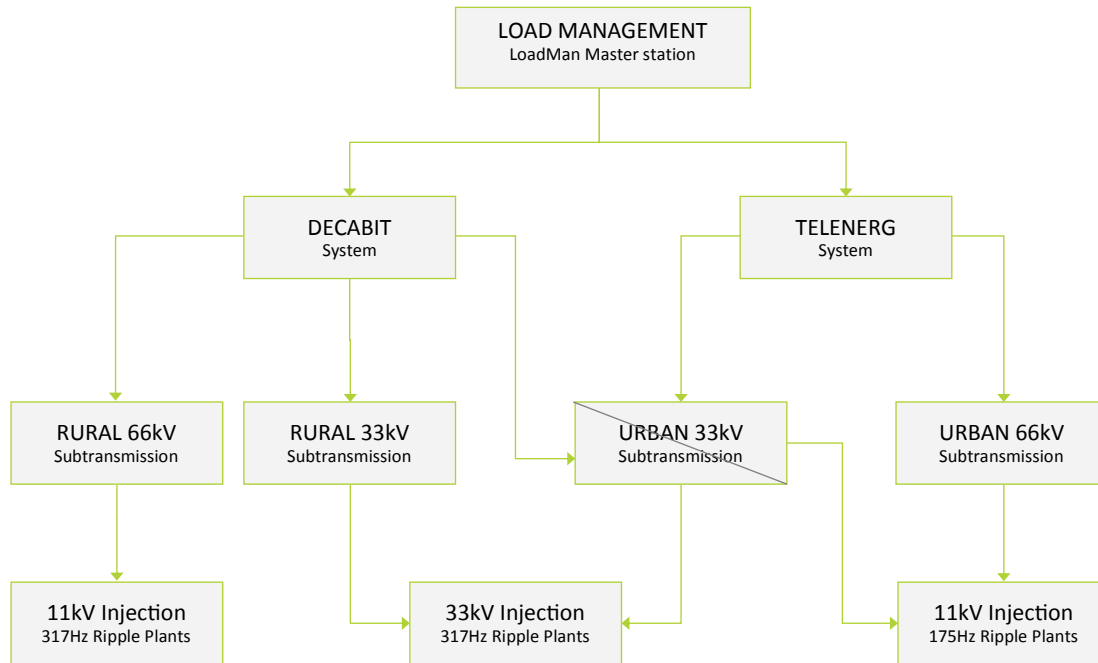 LOAD MANAGEMENT
LoadMan Master station
DECABIT
System
TELENERG
System
RURAL 66kV
Subtransmission
RURAL 33kV
Subtransmission
URBAN 33kV
Subtransmission
URBAN 66kV
Subtransmission
11kV Injection
317Hz Ripple Plants
33kV Injection
317Hz Ripple Plants
11kV Injection
175Hz Ripple Plants